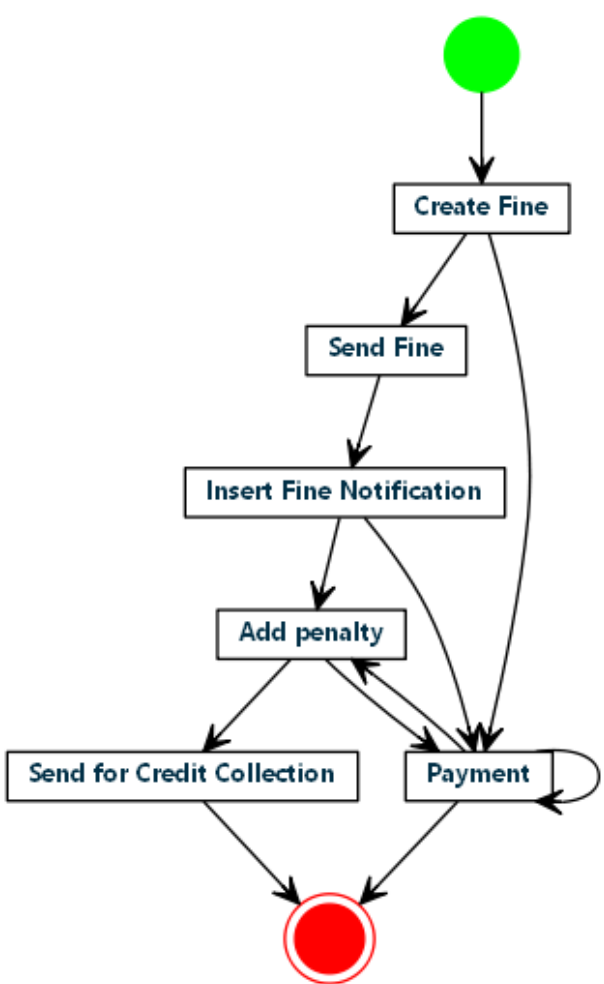 Create Fine
Send Fine
Insert Fine Notification
Add penalty
Send for Credit Collection
Payment